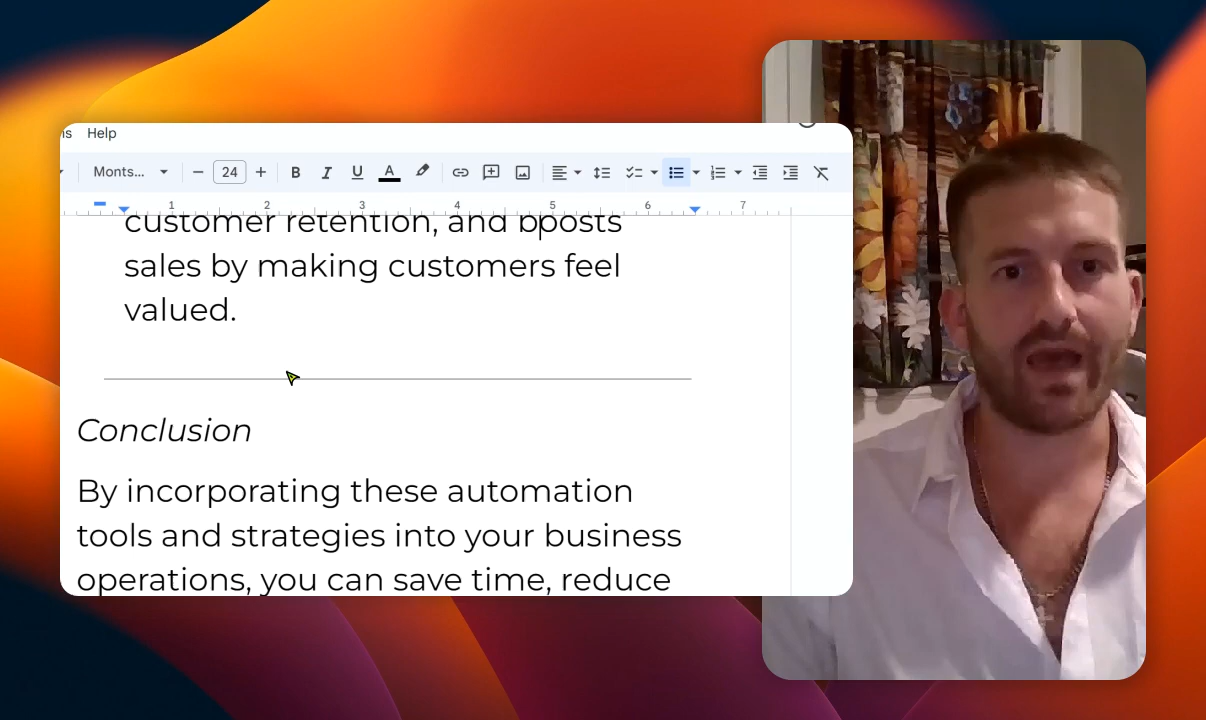 ns Help
Monts... 24 B I U A
1 2 3 4 5 6 7
customer retention, and bposts
sales by making customers feel
valued.
Conclusion
By incorporating these automation
tools and strategies into your business
operations, you can save time, reduce